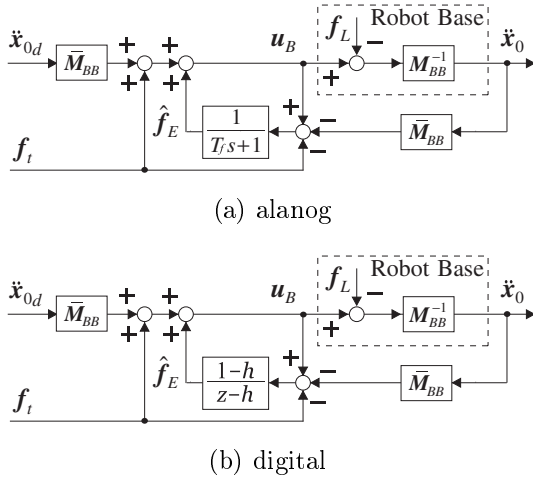 Robot Base
ẍ0d M̄BB + + + + uB fL − + M−1BB ẍ0
f̂E 1/(Tf s+1) + − − M̄BB
ft
(a) alanog
Robot Base
ẍ0d M̄BB + + + + uB fL − + M−1BB ẍ0
f̂E (1−h)/(z−h) + − − M̄BB
ft
(b) digital